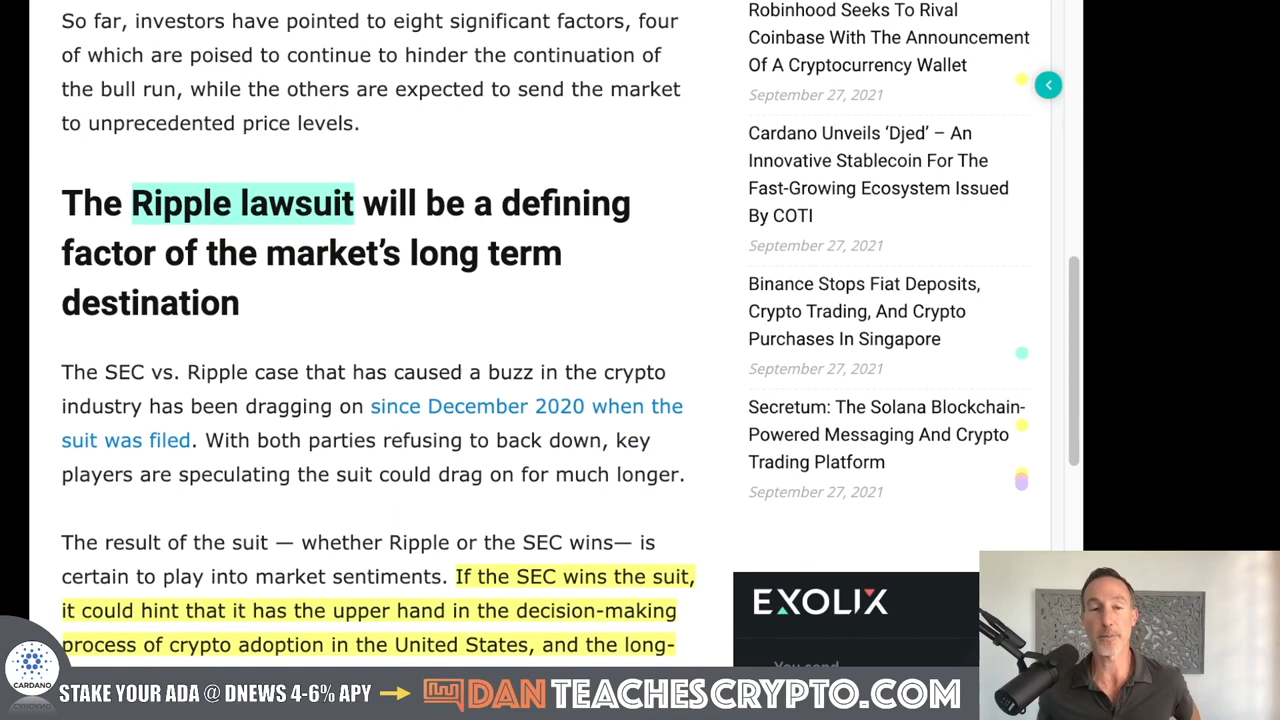 So far, investors have pointed to eight significant factors, four
of which are poised to continue to hinder the continuation of
the bull run, while the others are expected to send the market
to unprecedented price levels.
The Ripple lawsuit will be a defining
factor of the market’s long term
destination
The SEC vs. Ripple case that has caused a buzz in the crypto
industry has been dragging on since December 2020 when the
suit was filed. With both parties refusing to back down, key
players are speculating the suit could drag on for much longer.
The result of the suit — whether Ripple or the SEC wins— is
certain to play into market sentiments. If the SEC wins the suit,
it could hint that it has the upper hand in the decision-making
process of crypto adoption in the United States, and the long-
Robinhood Seeks To Rival
Coinbase With The Announcement
Of A Cryptocurrency Wallet
September 27, 2021
Cardano Unveils ‘Djed’ – An
Innovative Stablecoin For The
Fast-Growing Ecosystem Issued
By COTI
September 27, 2021
Binance Stops Fiat Deposits,
Crypto Trading, And Crypto
Purchases In Singapore
September 27, 2021
Secretum: The Solana Blockchain-
Powered Messaging And Crypto
Trading Platform
September 27, 2021
EXOLIX
You send
CARDANO
STAKE YOUR ADA @ DNEWS 4-6% APY
DANTEACHESCRYPTO.COM